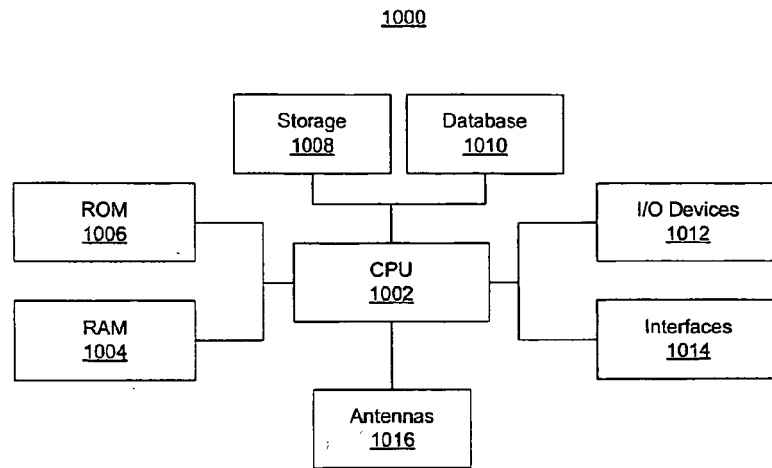 1000
Storage
1008
Database
1010
ROM
1006
I/O Devices
1012
CPU
1002
RAM
1004
Interfaces
1014
Antennas
1016